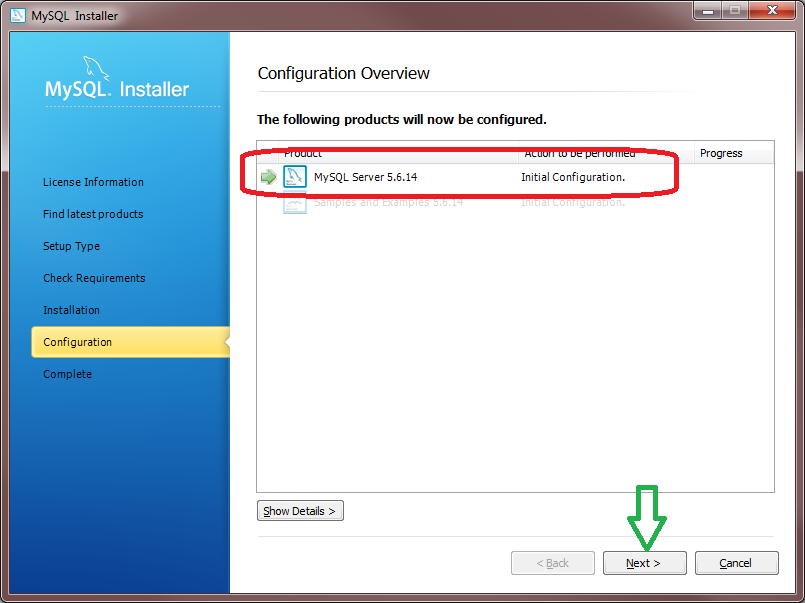 MySQL Installer
MySQL. Installer
License Information
Find latest products
Setup Type
Check Requirements
Installation
Configuration
Complete
Configuration Overview
The following products will now be configured.
Product Action to be performed Progress
MySQL Server 5.6.14 Initial Configuration.
Samples and Examples 5.6.14 Initial Configuration.
Show Details >
< Back Next > Cancel